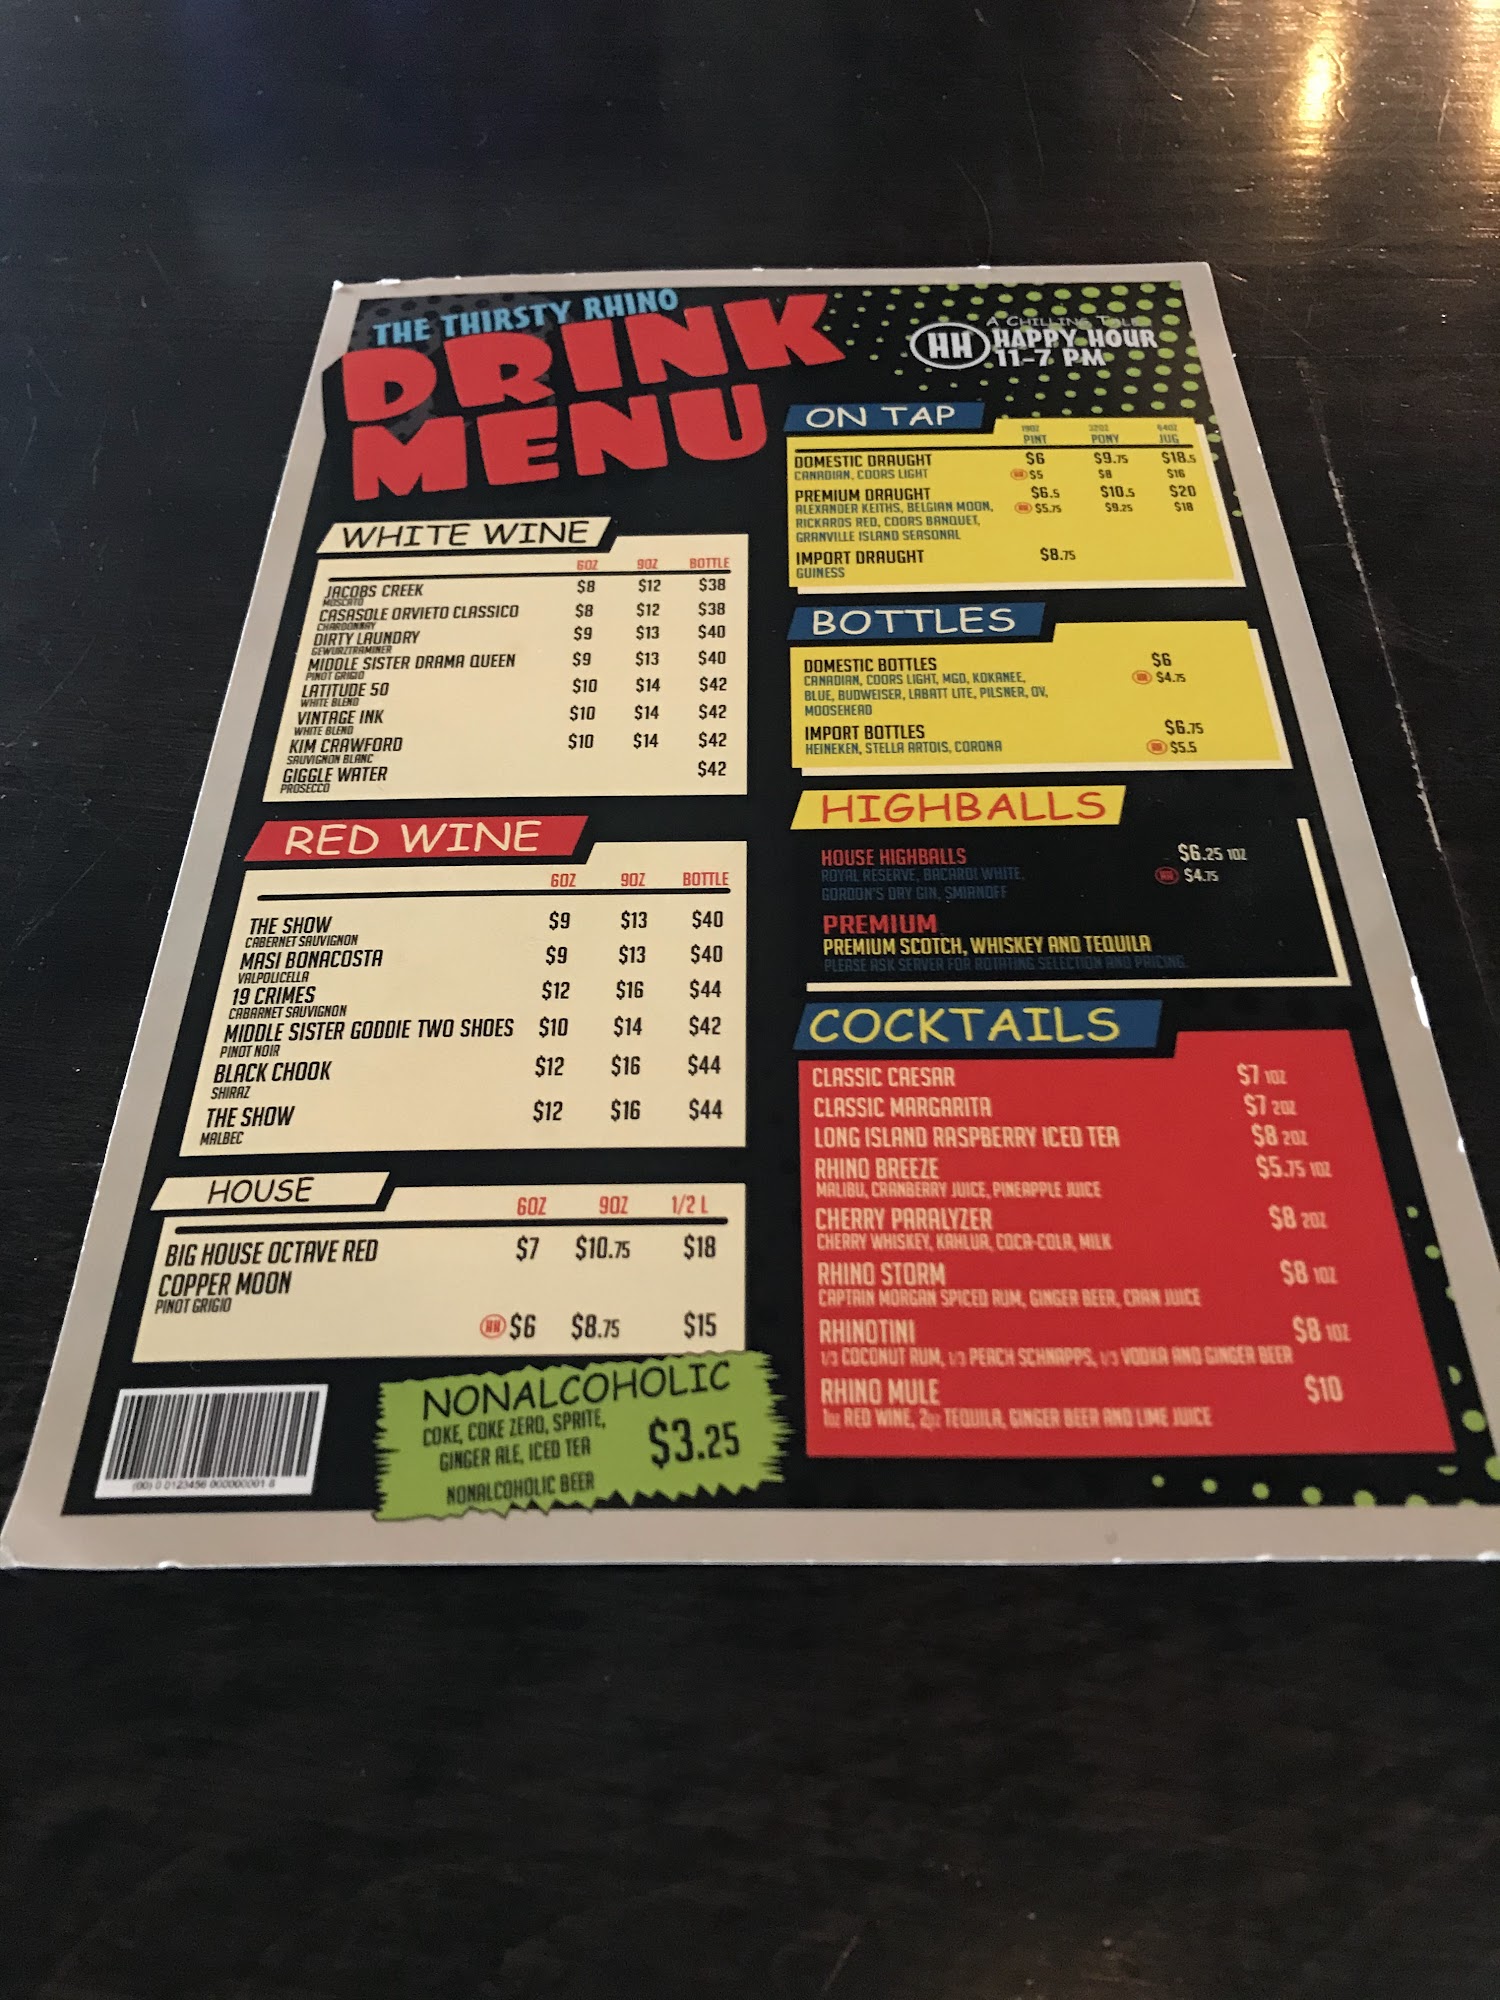 THE THIRSTY RHINO
DRINK
MENU
HH A CHILLING TALE
HAPPY HOUR
11-7 PM
WHITE WINE
6OZ 9OZ BOTTLE
JACOBS CREEK $8 $12 $38
MOSCATO
CASASOLE ORVIETO CLASSICO $8 $12 $38
CHARDONNAY
DIRTY LAUNDRY $9 $13 $40
GEWURZTRAMINER
MIDDLE SISTER DRAMA QUEEN $9 $13 $40
PINOT GRIGIO
LATITUDE 50 $10 $14 $42
WHITE BLEND
VINTAGE INK $10 $14 $42
WHITE BLEND
KIM CRAWFORD $10 $14 $42
SAUVIGNON BLANC
GIGGLE WATER $42
PROSECCO
RED WINE
6OZ 9OZ BOTTLE
THE SHOW $9 $13 $40
CABERNET SAUVIGNON
MASI BONACOSTA $9 $13 $40
VALPOLICELLA
19 CRIMES $12 $16 $44
CABARNET SAUVIGNON
MIDDLE SISTER GODDIE TWO SHOES $10 $14 $42
PINOT NOIR
BLACK CHOOK $12 $16 $44
SHIRAZ
THE SHOW $12 $16 $44
MALBEC
HOUSE
6OZ 9OZ 1/2 L
BIG HOUSE OCTAVE RED $7 $10.75 $18
COPPER MOON
PINOT GRIGIO
HH $6 $8.75 $15
NONALCOHOLIC
COKE, COKE ZERO, SPRITE,
GINGER ALE, ICED TEA $3.25
NONALCOHOLIC BEER
(00) 0 0123456 000000001 8
ON TAP
19OZ 32OZ 64OZ
PINT PONY JUG
DOMESTIC DRAUGHT $6 $9.75 $18.5
CANADIAN, COORS LIGHT HH $5 $8 $16
PREMIUM DRAUGHT $6.5 $10.5 $20
ALEXANDER KEITHS, BELGIAN MOON, HH $5.75 $9.25 $18
RICKARDS RED, COORS BANQUET,
GRANVILLE ISLAND SEASONAL
IMPORT DRAUGHT $8.75
GUINESS
BOTTLES
DOMESTIC BOTTLES $6
CANADIAN, COORS LIGHT, MGD, KOKANEE, HH $4.75
BLUE, BUDWEISER, LABATT LITE, PILSNER, OV,
MOOSEHEAD
IMPORT BOTTLES $6.75
HEINEKEN, STELLA ARTOIS, CORONA HH $5.5
HIGHBALLS
HOUSE HIGHBALLS $6.25 1OZ
ROYAL RESERVE, BACARDI WHITE, HH $4.75
GORDON'S DRY GIN, SMIRNOFF
PREMIUM
PREMIUM SCOTCH, WHISKEY AND TEQUILA
PLEASE ASK SERVER FOR ROTATING SELECTION AND PRICING.
COCKTAILS
CLASSIC CAESAR $7 1OZ
CLASSIC MARGARITA $7 2OZ
LONG ISLAND RASPBERRY ICED TEA $8 2OZ
RHINO BREEZE $5.75 1OZ
MALIBU, CRANBERRY JUICE, PINEAPPLE JUICE
CHERRY PARALYZER $8 2OZ
CHERRY WHISKEY, KAHLUA, COCA-COLA, MILK
RHINO STORM $8 1OZ
CAPTAIN MORGAN SPICED RUM, GINGER BEER, CRAN JUICE
RHINOTINI $8 1OZ
1/3 COCONUT RUM, 1/3 PEACH SCHNAPPS, 1/3 VODKA AND GINGER BEER
RHINO MULE $10
1oz RED WINE, 2oz TEQUILA, GINGER BEER AND LIME JUICE